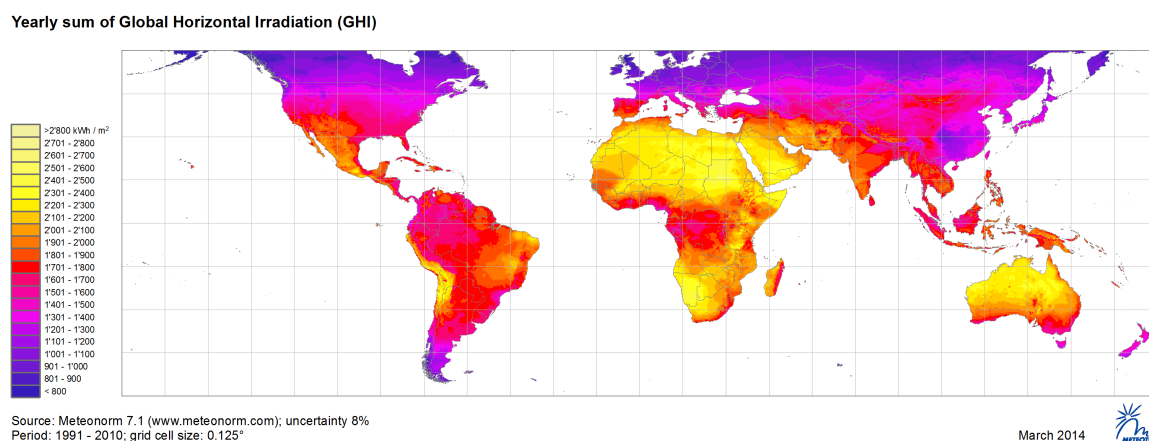 Yearly sum of Global Horizontal Irradiation (GHI)
>2'800 kWh / m²
2'701 - 2'800
2'601 - 2'700
2'501 - 2'600
2'401 - 2'500
2'301 - 2'400
2'201 - 2'300
2'101 - 2'200
2'001 - 2'100
1'901 - 2'000
1'801 - 1'900
1'701 - 1'800
1'601 - 1'700
1'501 - 1'600
1'401 - 1'500
1'301 - 1'400
1'201 - 1'300
1'101 - 1'200
1'001 - 1'100
901 - 1'000
801 - 900
< 800
Source: Meteonorm 7.1 (www.meteonorm.com); uncertainty 8%
Period: 1991 - 2010; grid cell size: 0.125°
March 2014